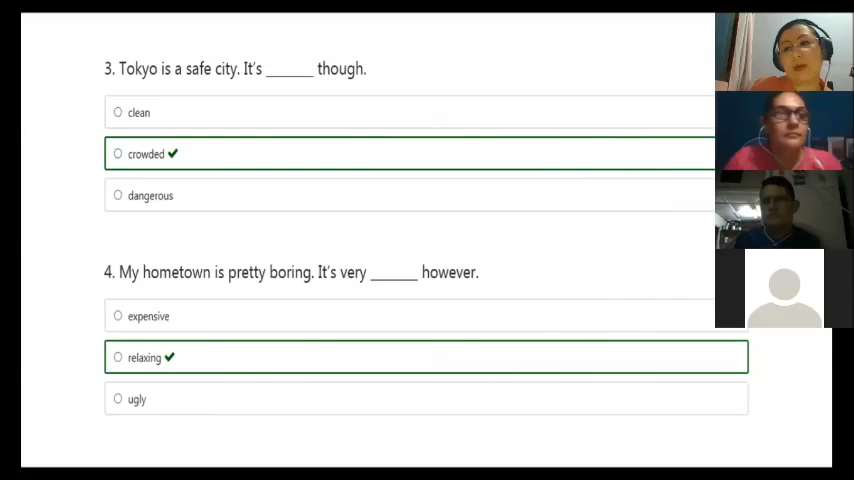 3. Tokyo is a safe city. It's _______ though.
clean
crowded ✔
dangerous
4. My hometown is pretty boring. It's very _______ however.
expensive
relaxing ✔
ugly